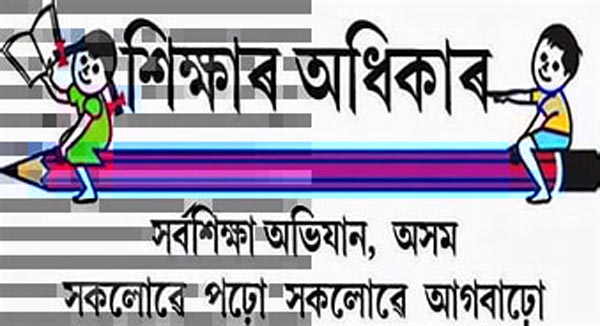 শিক্ষাৰ অধিকাৰ
সৰ্বশিক্ষা অভিযান, অসম
সকলোৱে পঢ়ো সকলোৱে আগবাঢ়ো